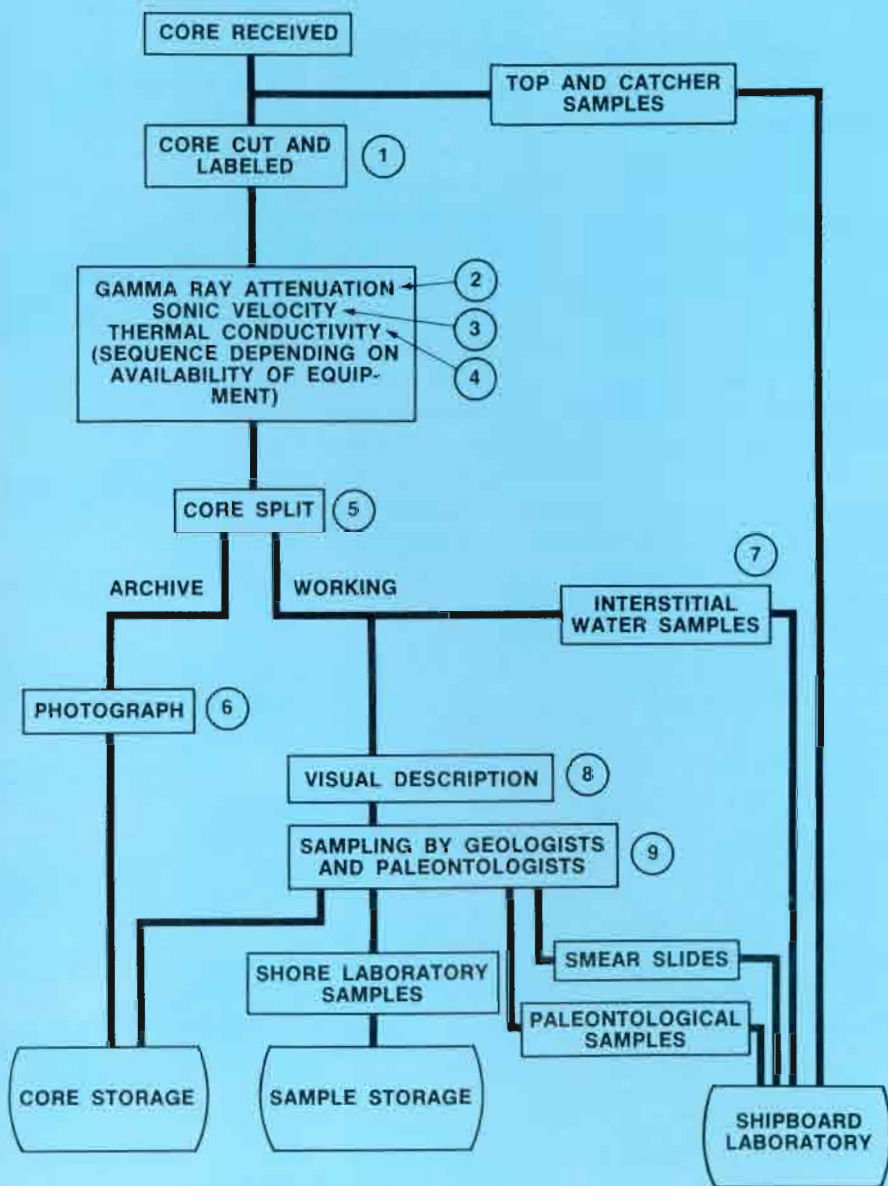 CORE RECEIVED
TOP AND CATCHER
SAMPLES
CORE CUT AND
LABELED
1
GAMMA RAY ATTENUATION
2
SONIC VELOCITY
3
THERMAL CONDUCTIVITY
4
(SEQUENCE DEPENDING ON
AVAILABILITY OF EQUIP-
MENT)
CORE SPLIT
5
ARCHIVE
WORKING
7
INTERSTITIAL
WATER SAMPLES
PHOTOGRAPH
6
VISUAL DESCRIPTION
8
SAMPLING BY GEOLOGISTS
AND PALEONTOLOGISTS
9
SHORE LABORATORY
SAMPLES
SMEAR SLIDES
PALEONTOLOGICAL
SAMPLES
CORE STORAGE
SAMPLE STORAGE
SHIPBOARD
LABORATORY